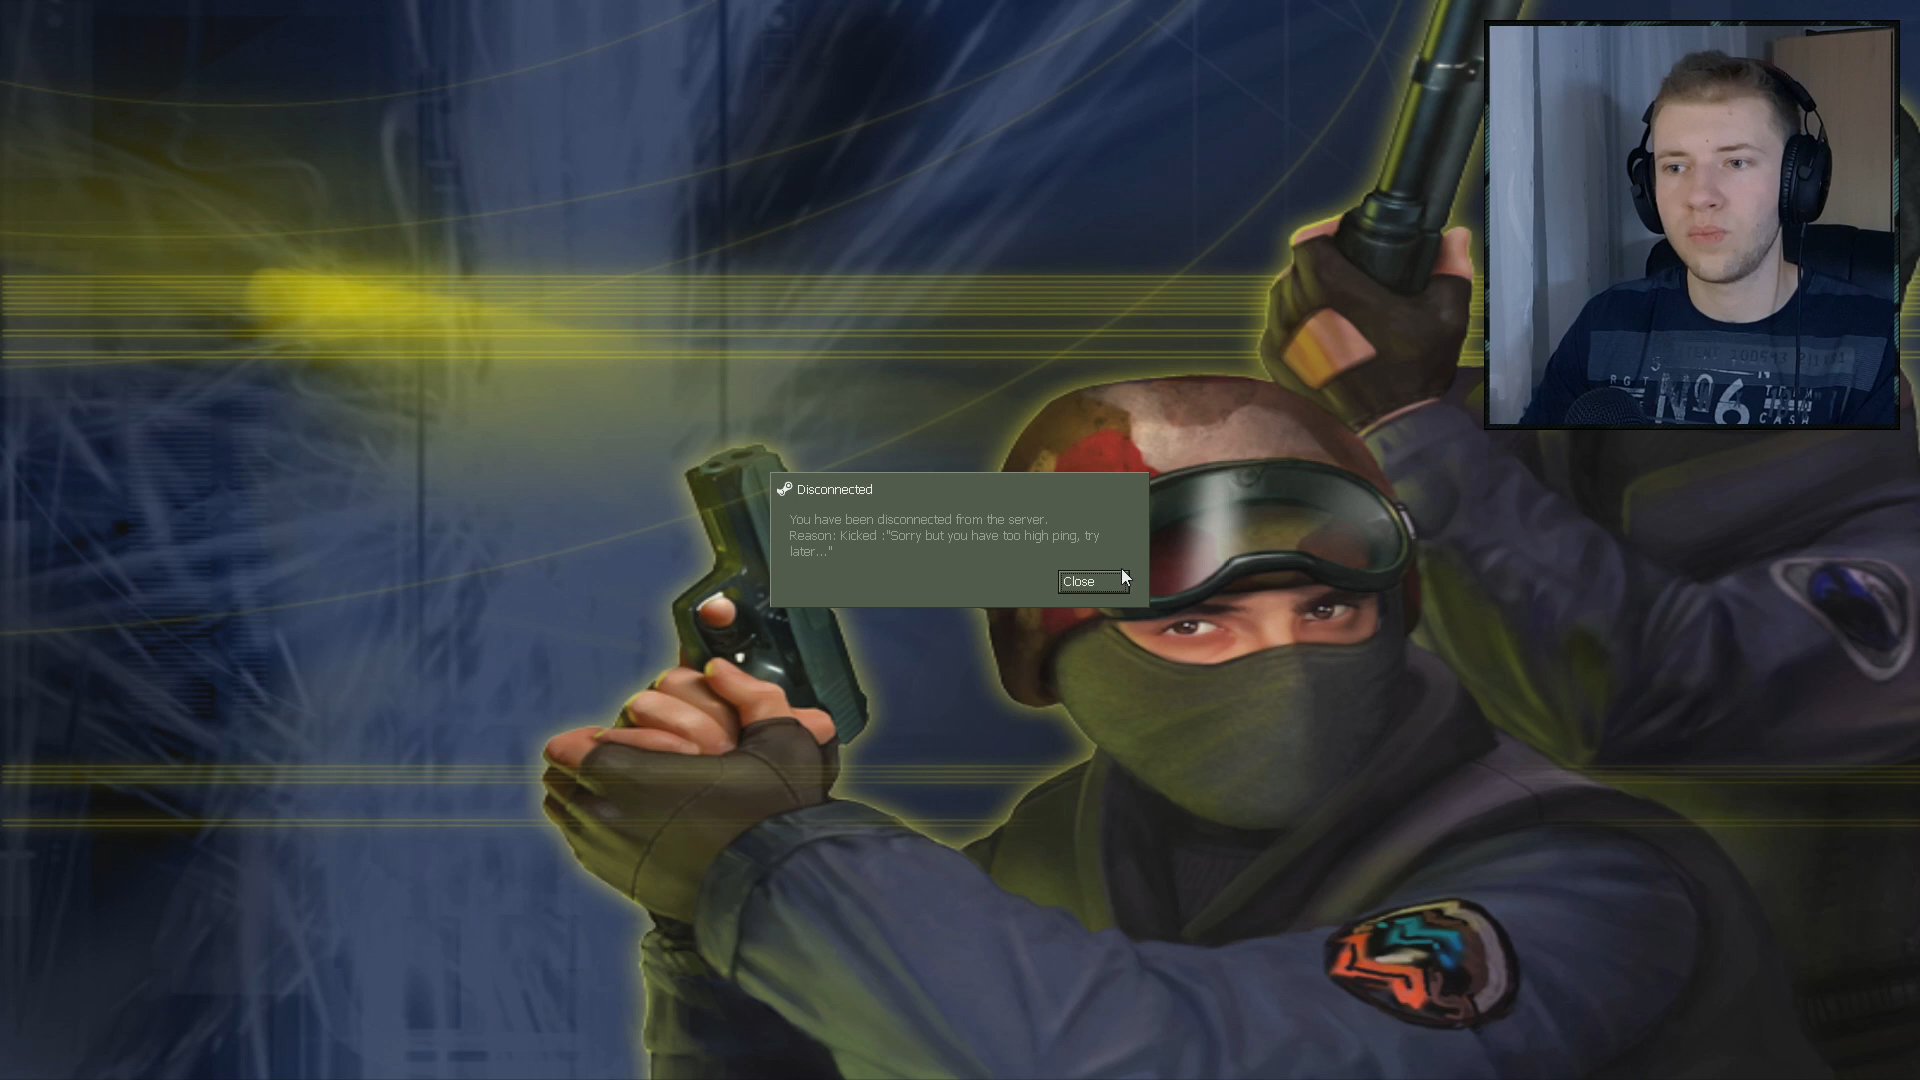 Disconnected
You have been disconnected from the server.
Reason: Kicked :"Sorry but you have too high ping, try
later..."
Close
Nº6